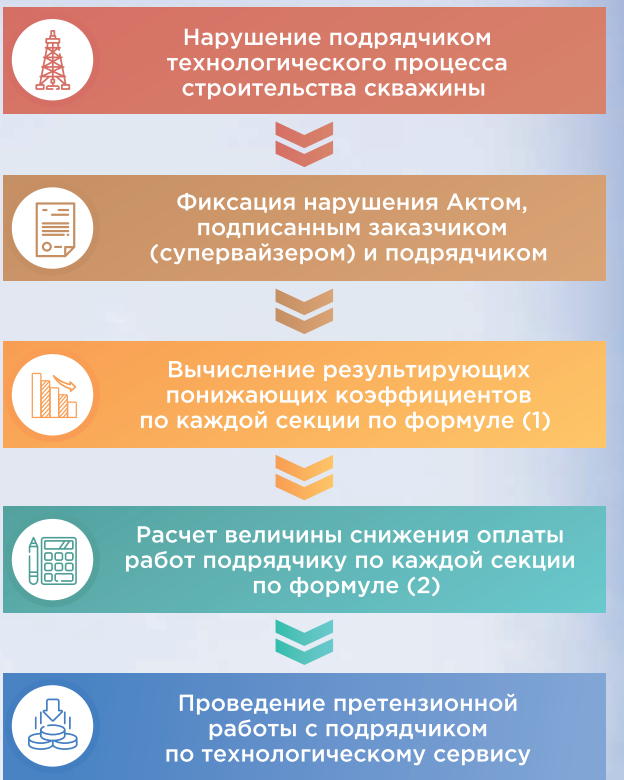 Нарушение подрядчиком
технологического процесса
строительства скважины
Фиксация нарушения Актом,
подписанным заказчиком
(супервайзером) и подрядчиком
Вычисление результирующих
понижающих коэффициентов
по каждой секции по формуле (1)
Расчет величины снижения оплаты
работ подрядчику по каждой секции
по формуле (2)
Проведение претензионной
работы с подрядчиком
по технологическому сервису